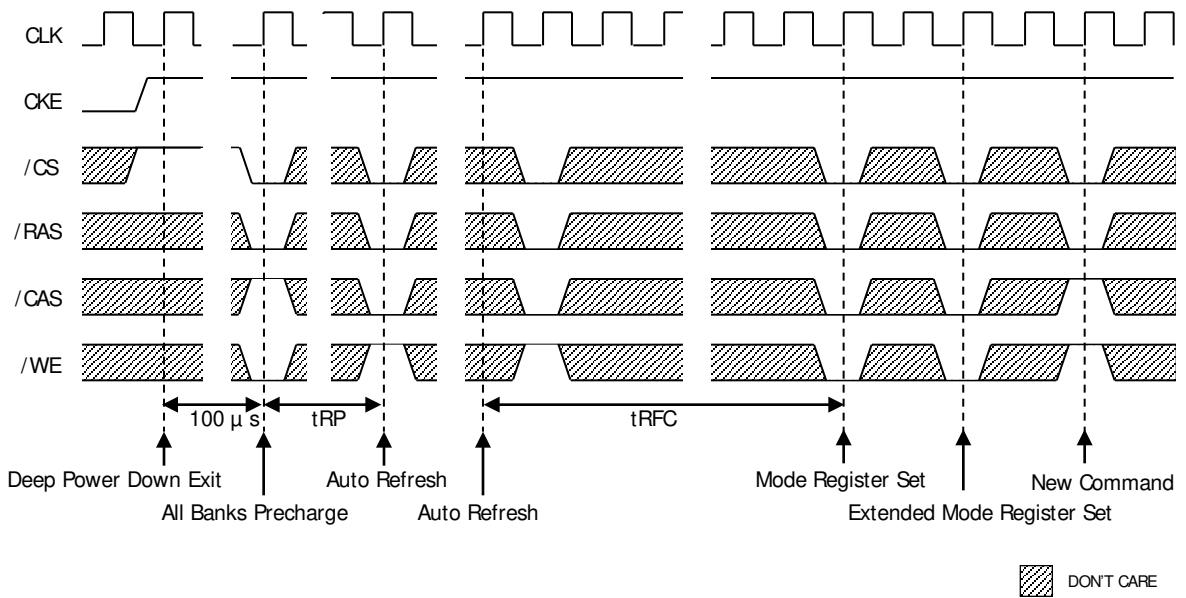 CLK
CKE
/CS
/RAS
/CAS
/WE
100 μ s
tRP
tRFC
Deep Power Down Exit
Auto Refresh
Mode Register Set
New Command
All Banks Precharge
Auto Refresh
Extended Mode Register Set
DON'T CARE